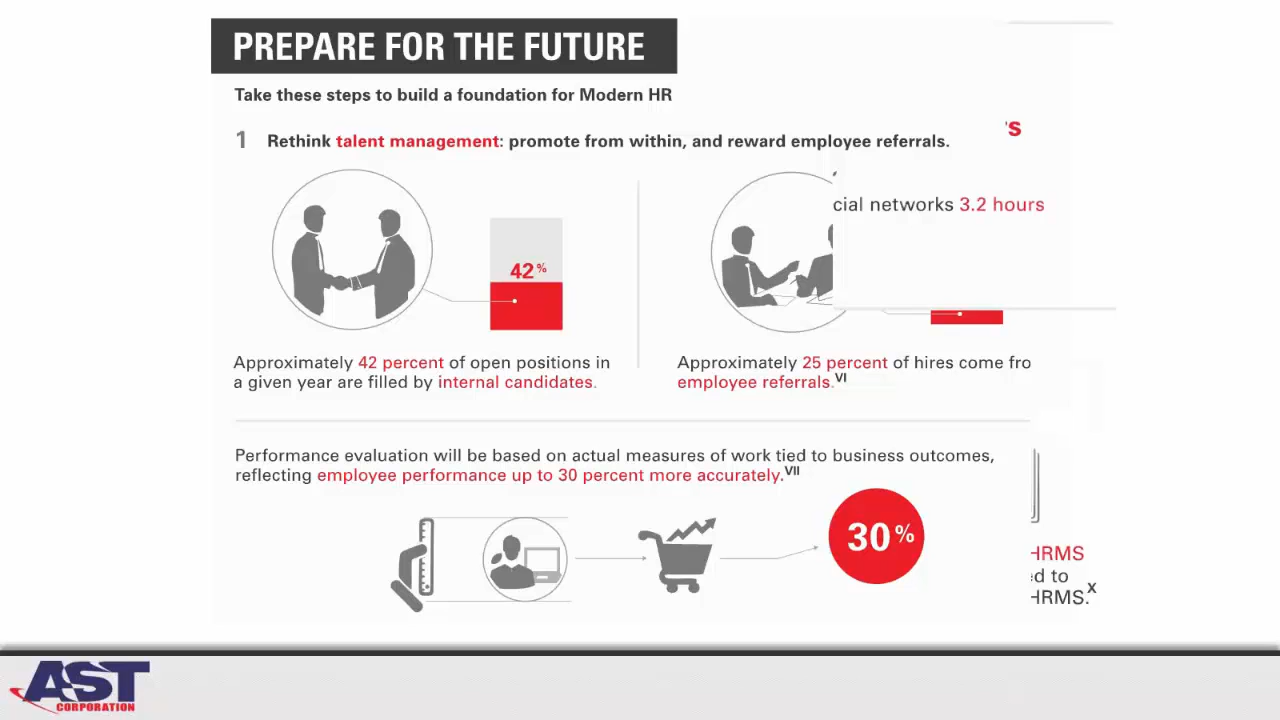 PREPARE FOR THE FUTURE
Take these steps to build a foundation for Modern HR
1 Rethink talent management: promote from within, and reward employee referrals.
's
cial networks 3.2 hours
42%
Approximately 42 percent of open positions in
a given year are filled by internal candidates.
Approximately 25 percent of hires come fro
employee referrals.VI
Performance evaluation will be based on actual measures of work tied to business outcomes,
reflecting employee performance up to 30 percent more accurately.VII
30%
HRMS
ed to
HRMS.X
AST
CORPORATION